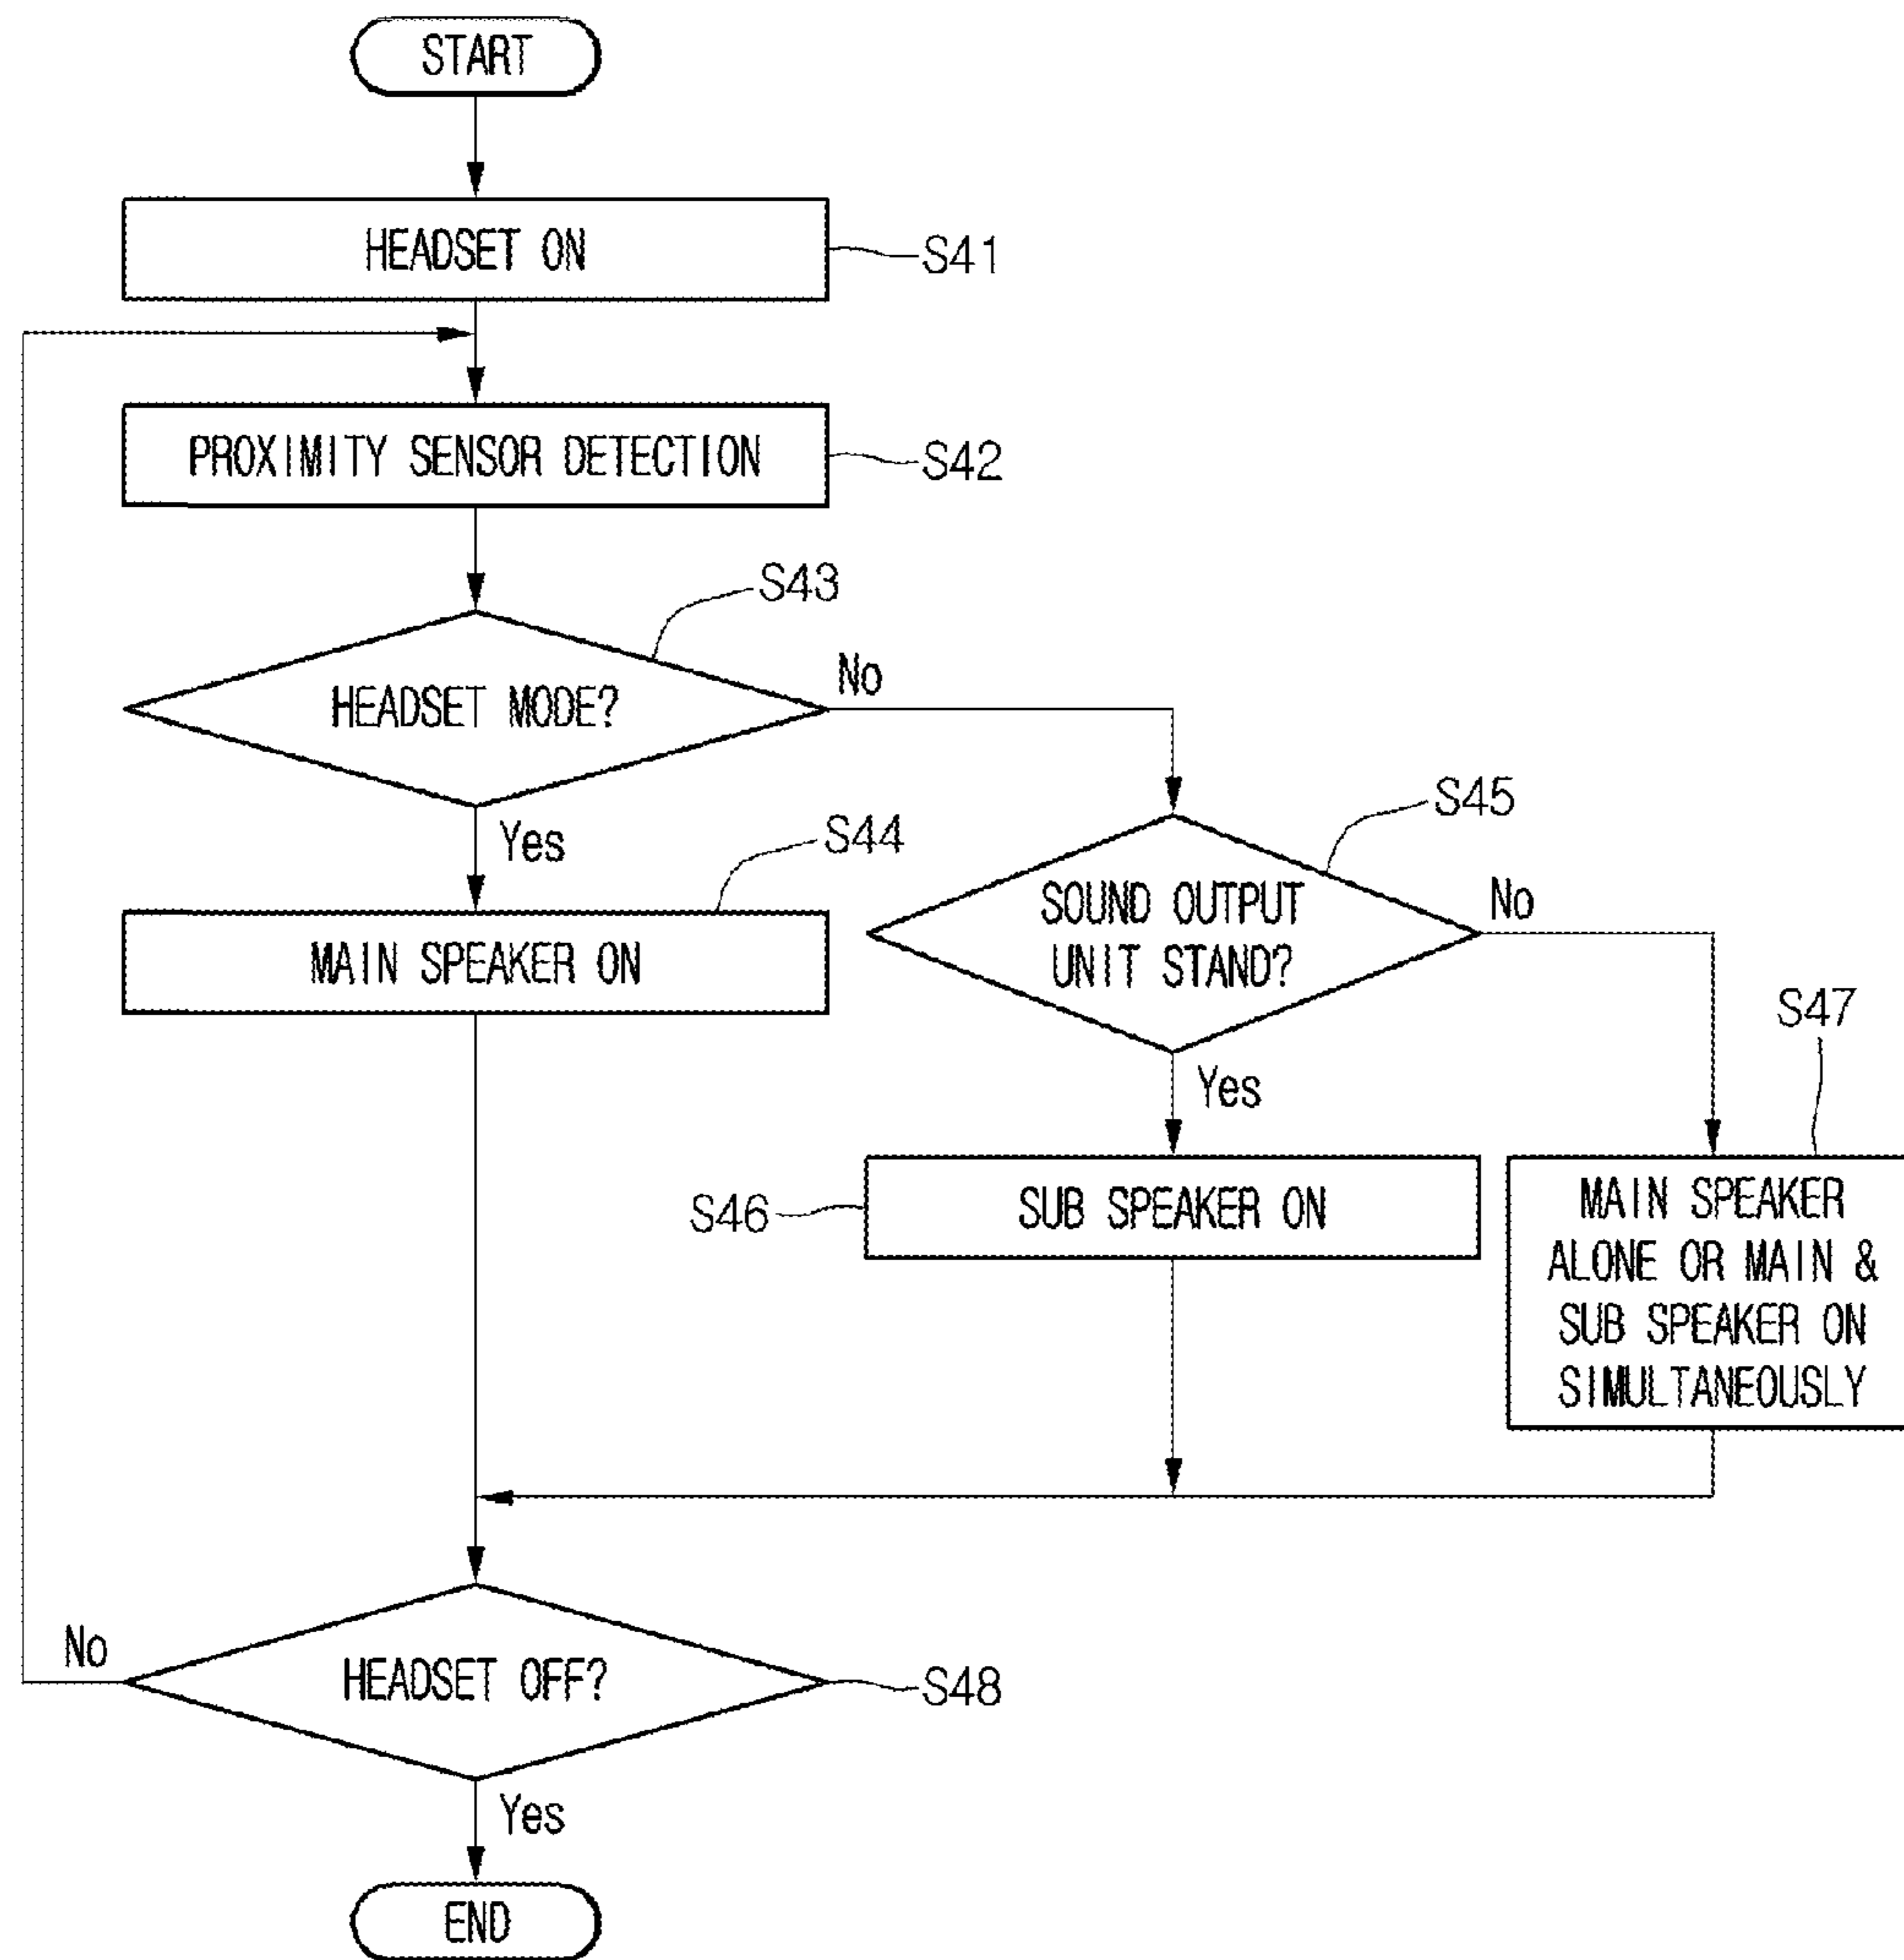 START
HEADSET ON
S41
PROXIMITY SENSOR DETECTION
S42
S43
HEADSET MODE?
No
Yes
S44
MAIN SPEAKER ON
S45
SOUND OUTPUT
UNIT STAND?
No
Yes
S47
S46
SUB SPEAKER ON
MAIN SPEAKER
ALONE OR MAIN &
SUB SPEAKER ON
SIMULTANEOUSLY
No
HEADSET OFF?
S48
Yes
END